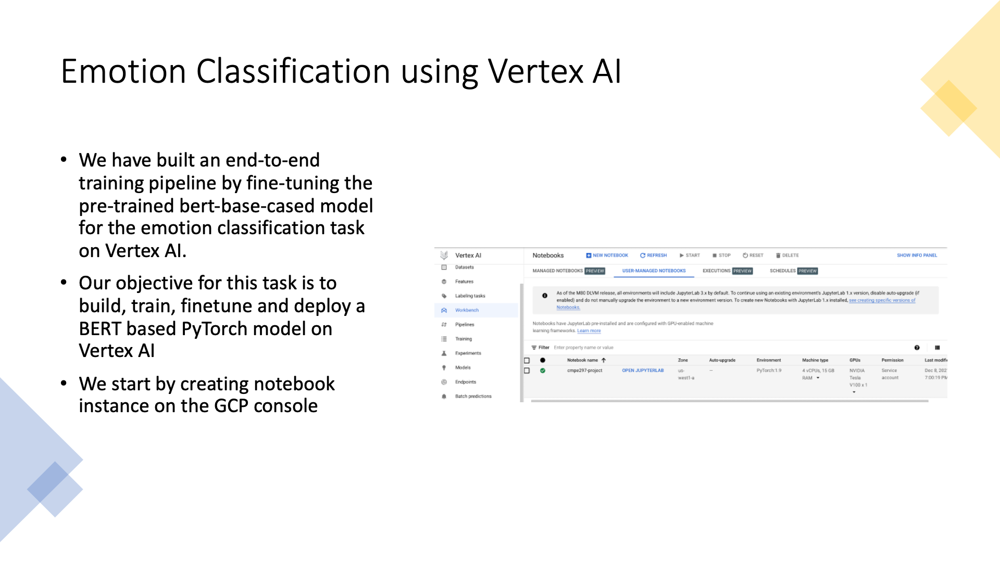 Emotion Classification using Vertex AI
• We have built an end-to-end
training pipeline by fine-tuning the
pre-trained bert-base-cased model
for the emotion classification task
on Vertex AI.
• Our objective for this task is to
build, train, finetune and deploy a
BERT based PyTorch model on
Vertex AI
• We start by creating notebook
instance on the GCP console
Vertex AI
Datasets
Features
Labeling tasks
Workbench
Pipelines
Training
Experiments
Models
Endpoints
Batch predictions
Notebooks NEW NOTEBOOK REFRESH START STOP RESET DELETE SHOW INFO PANEL
MANAGED NOTEBOOKS PREVIEW USER-MANAGED NOTEBOOKS EXECUTIONS PREVIEW SCHEDULES PREVIEW
As of the M80 DLVM release, all environments will include JupyterLab 3.x by default. To continue using an existing environment's JupyterLab 1.x version, disable auto-upgrade (if
enabled) and do not manually upgrade the environment to a new environment version. To create new Notebooks with JupyterLab 1.x installed, see creating specific versions of
Notebooks.
Notebooks have JupyterLab pre-installed and are configured with GPU-enabled machine
learning frameworks. Learn more
Filter Enter property name or value
Notebook name Zone Auto-upgrade Environment Machine type GPUs Permission Last modifi
cmpe297-project OPEN JUPYTERLAB us- — PyTorch:1.9 4 vCPUs, 15 GB NVIDIA Service Dec 8, 202
west1-a RAM Tesla account 7:00:19 PM
V100 x 1